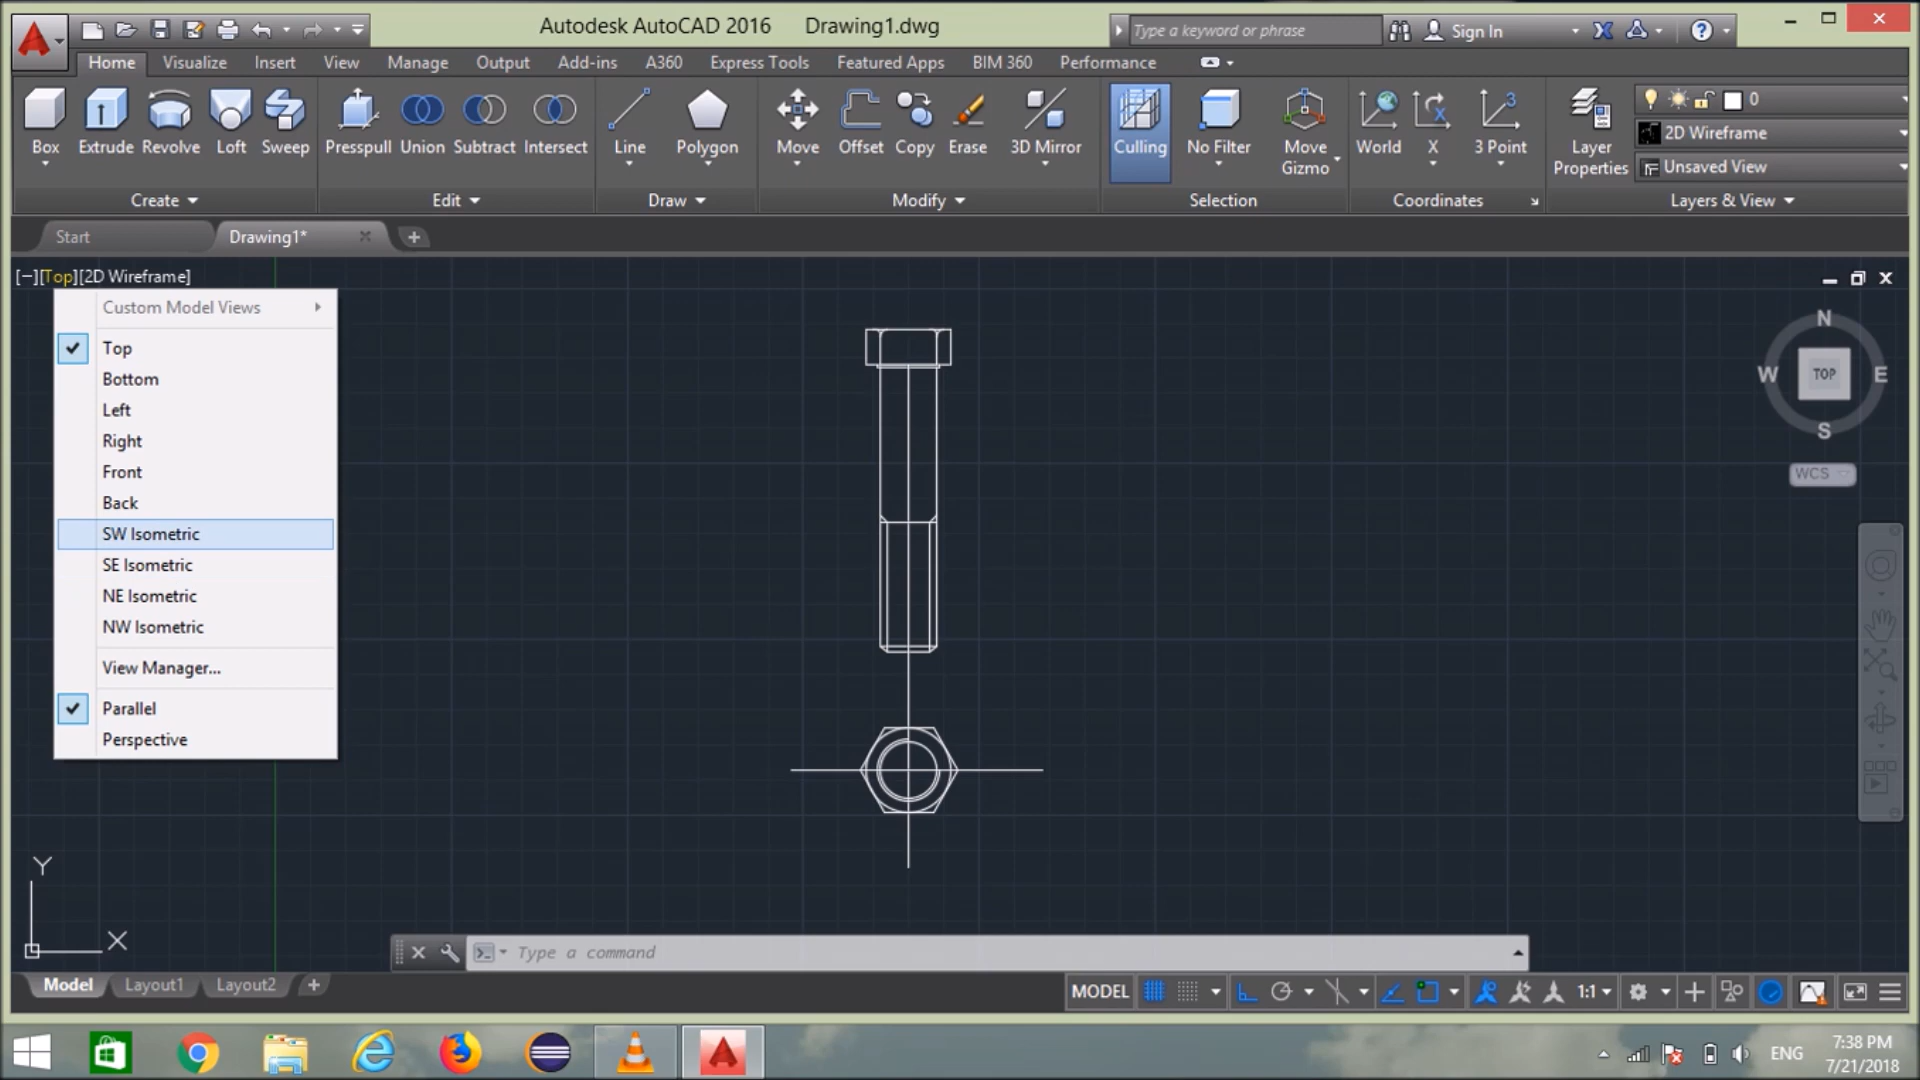 Autodesk AutoCAD 2016 Drawing1.dwg
Type a keyword or phrase
Sign In
Home Visualize Insert View Manage Output Add-ins A360 Express Tools Featured Apps BIM 360 Performance
Box Extrude Revolve Loft Sweep
Presspull Union Subtract Intersect
Line Polygon
Move Offset Copy Erase 3D Mirror
Culling No Filter Move Gizmo
World X 3 Point
Layer Properties
0
2D Wireframe
Unsaved View
Create Edit Draw Modify Selection Coordinates Layers & View
Start Drawing1*
[−][Top][2D Wireframe]
Custom Model Views
Top
Bottom
Left
Right
Front
Back
SW Isometric
SE Isometric
NE Isometric
NW Isometric
View Manager...
Parallel
Perspective
N
W TOP E
S
WCS
Y
X
Type a command
Model Layout1 Layout2
MODEL 1:1
ENG
7:38 PM
7/21/2018